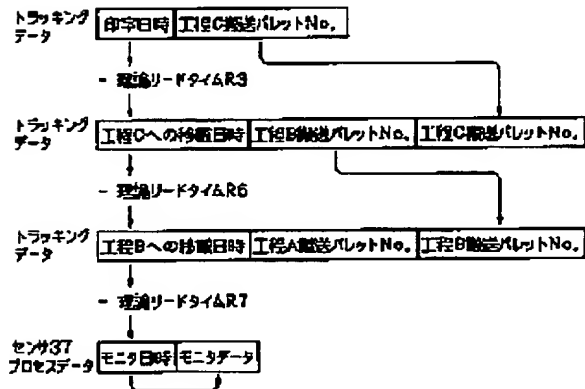 トラッキング
データ
印字日時 工程C搬送パレットNo.
- 理論リードタイムR3
トラッキング
データ
工程Cへの移載日時 工程B搬送パレットNo. 工程C搬送パレットNo.
- 理論リードタイムR6
トラッキング
データ
工程Bへの移載日時 工程A搬送パレットNo. 工程B搬送パレットNo.
- 理論リードタイムR7
センサ37
プロセスデータ
モニタ日時 モニタデータ